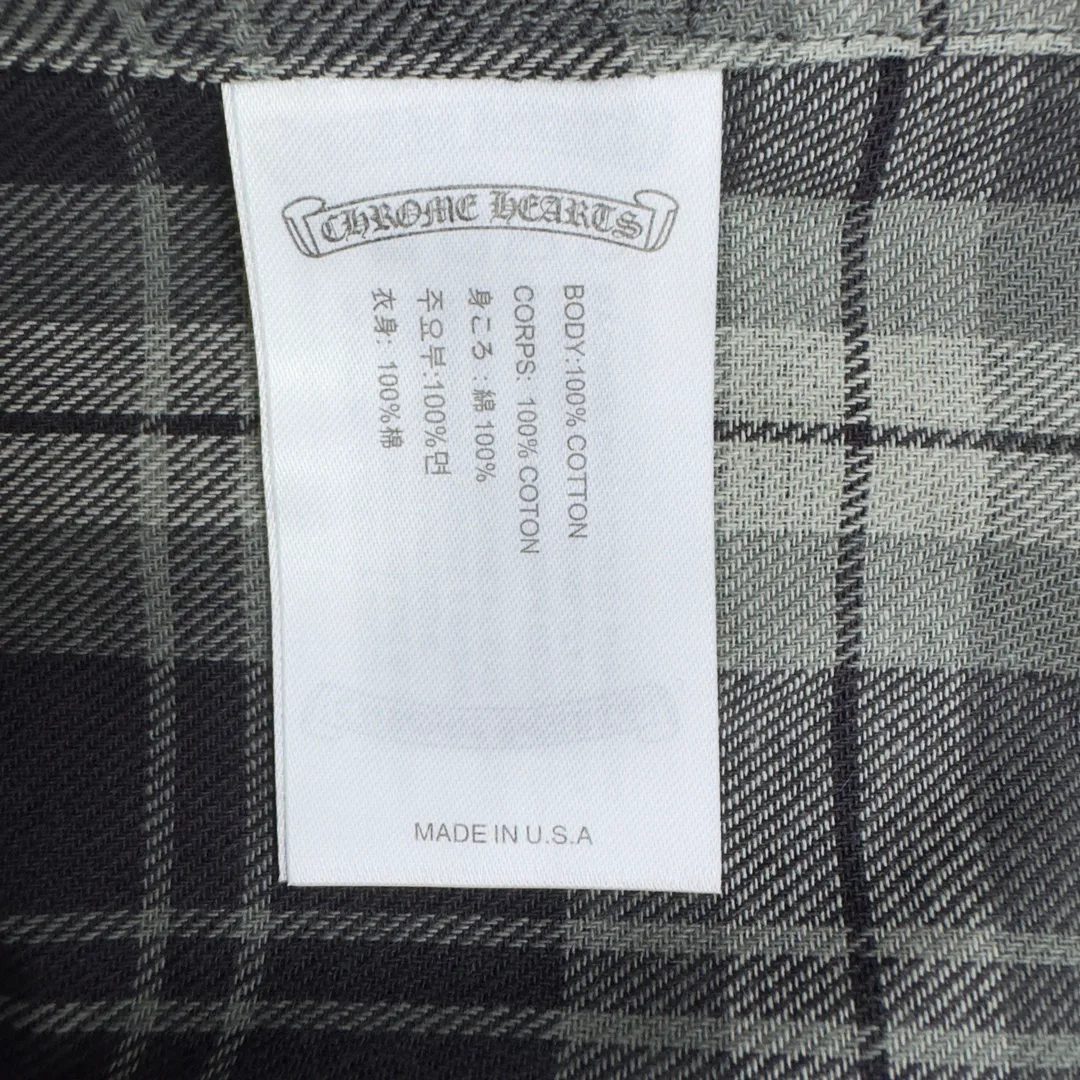 CHROME HEARTS
BODY:100% COTTON
CORPS: 100% COTON
身ごろ : 綿 100%
주요부:100%면
衣身: 100%棉
MADE IN U.S.A